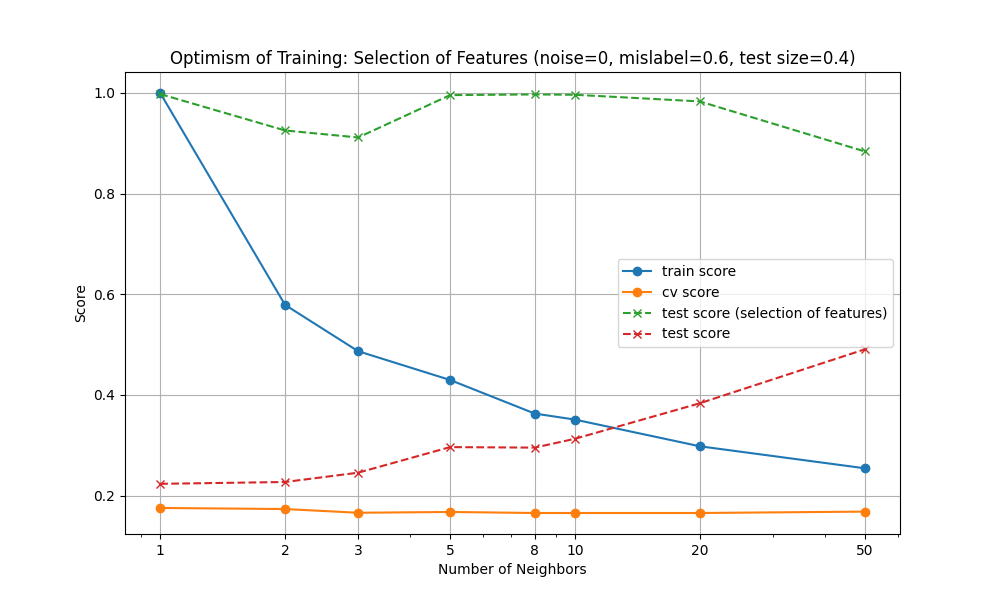 Optimism of Training: Selection of Features (noise=0, mislabel=0.6, test size=0.4)
1.0
0.8
0.6
0.4
0.2
Score
train score
cv score
test score (selection of features)
test score
1 2 3 5 8 10 20 50
Number of Neighbors